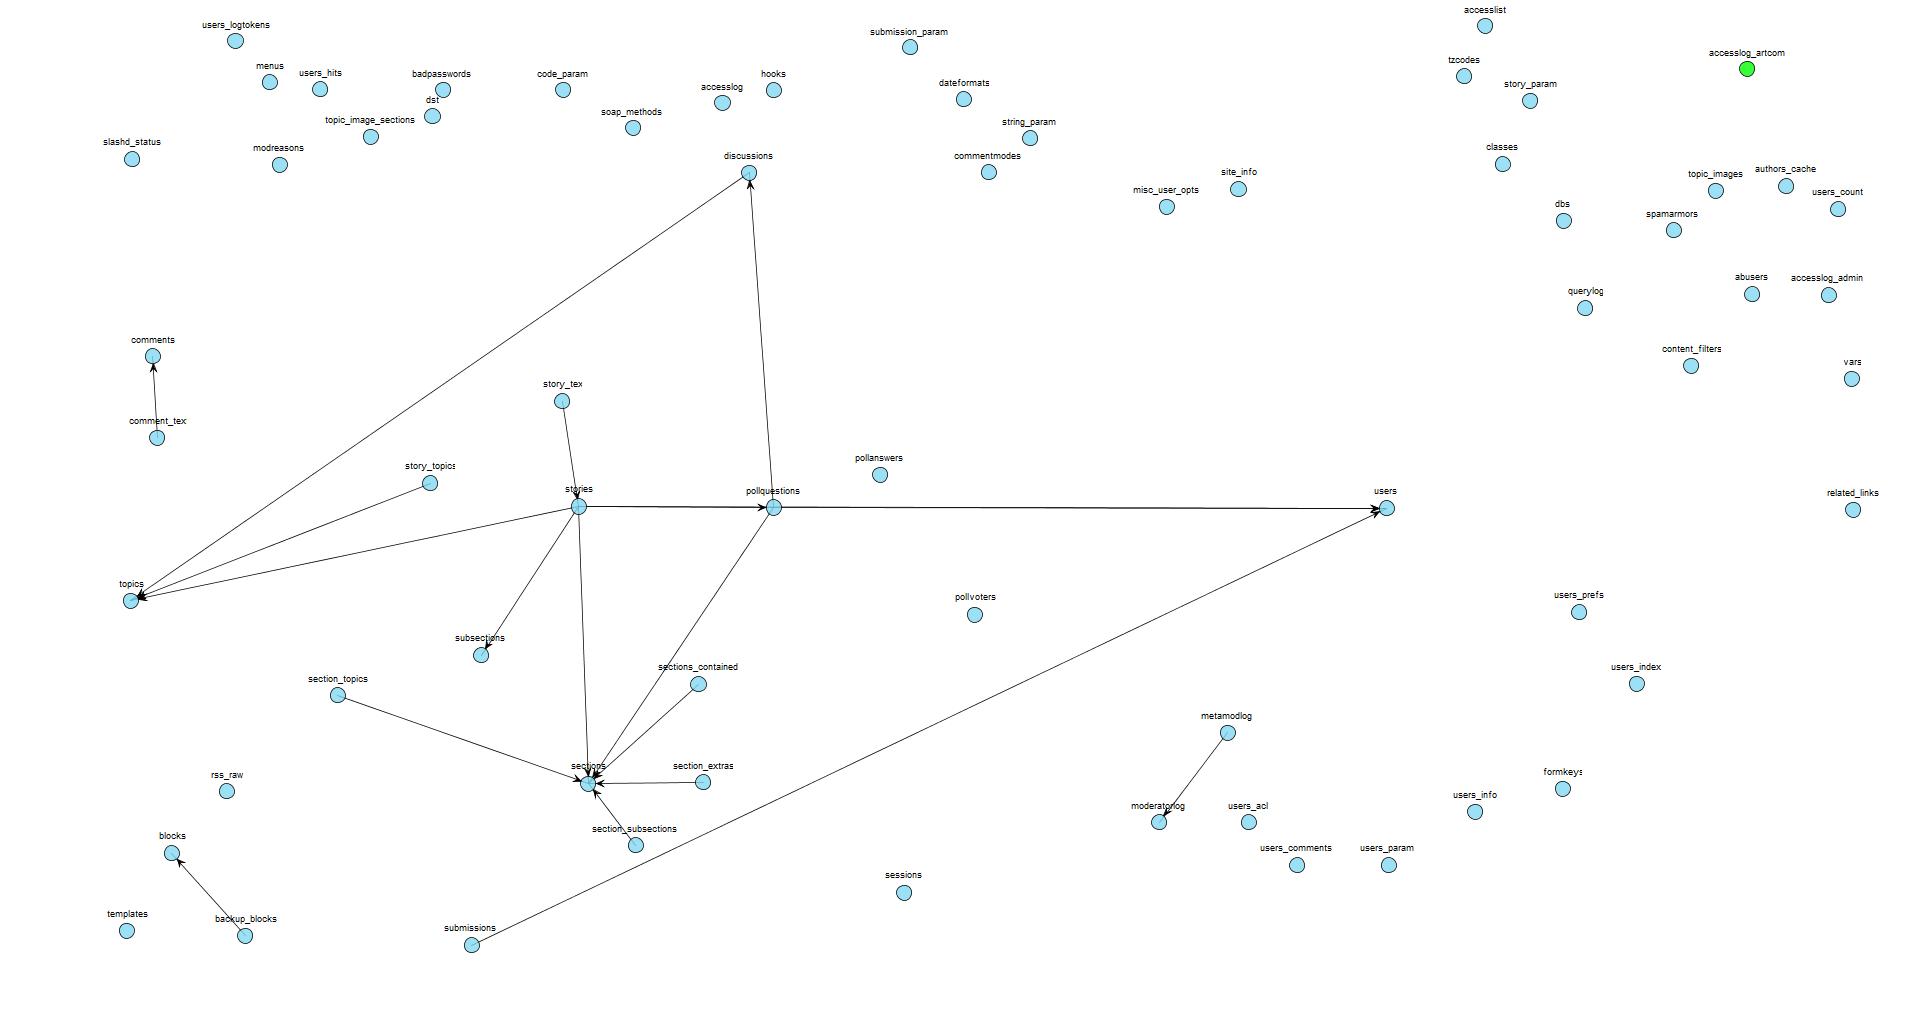 accesslist
users_logtokens
submission_param
accesslog_artcom
tzcodes
menus
users_hits
badpasswords
code_param
hooks
accesslog
dateformats
story_param
dst
soap_methods
topic_image_sections
string_param
slashd_status
modreasons
classes
discussions
commentmodes
authors_cache
site_info
topic_images
misc_user_opts
users_count
dbs
spamarmors
abusers
accesslog_admin
querylog
comments
content_filters
vars
story_tex
comment_tex
pollanswers
story_topics
stories
pollquestions
users
related_links
topics
pollvoters
users_prefs
subsections
sections_contained
users_index
section_topics
metamodlog
sections
section_extras
rss_raw
formkeys
users_info
moderatorlog
users_acl
section_subsections
blocks
users_comments
users_param
sessions
templates
backup_blocks
submissions